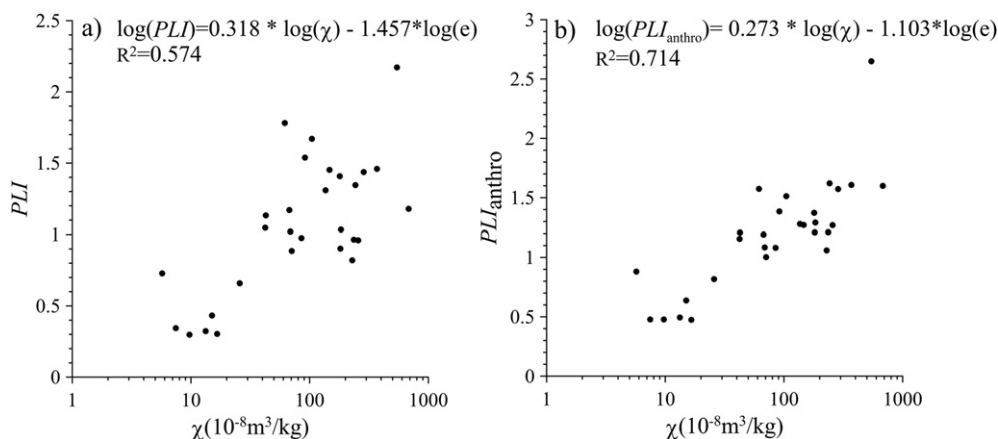 a)
log(PLI)=0.318 * log(χ) - 1.457*log(e)
R²=0.574
2.5
2
1.5
1
0.5
0
PLI
1
10
100
1000
χ(10⁻⁸m³/kg)
b)
log(PLIanthro)= 0.273 * log(χ) - 1.103*log(e)
R²=0.714
3
2.5
2
1.5
1
0.5
0
PLIanthro
1
10
100
1000
χ(10⁻⁸m³/kg)